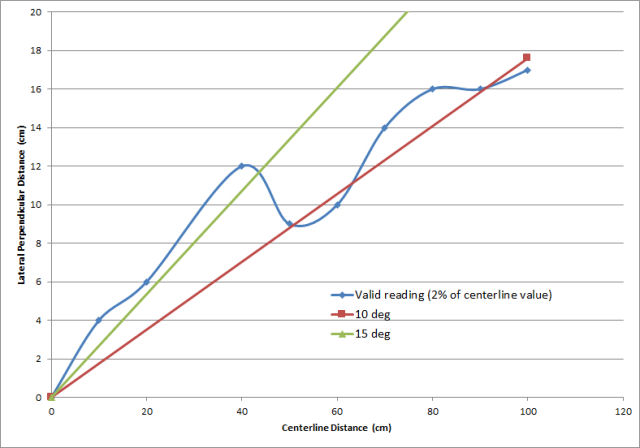 20
18
16
14
12
10
8
6
4
2
0
Lateral Perpendicular Distance (cm)
Valid reading (2% of centerline value)
10 deg
15 deg
0 20 40 60 80 100 120
Centerline Distance (cm)